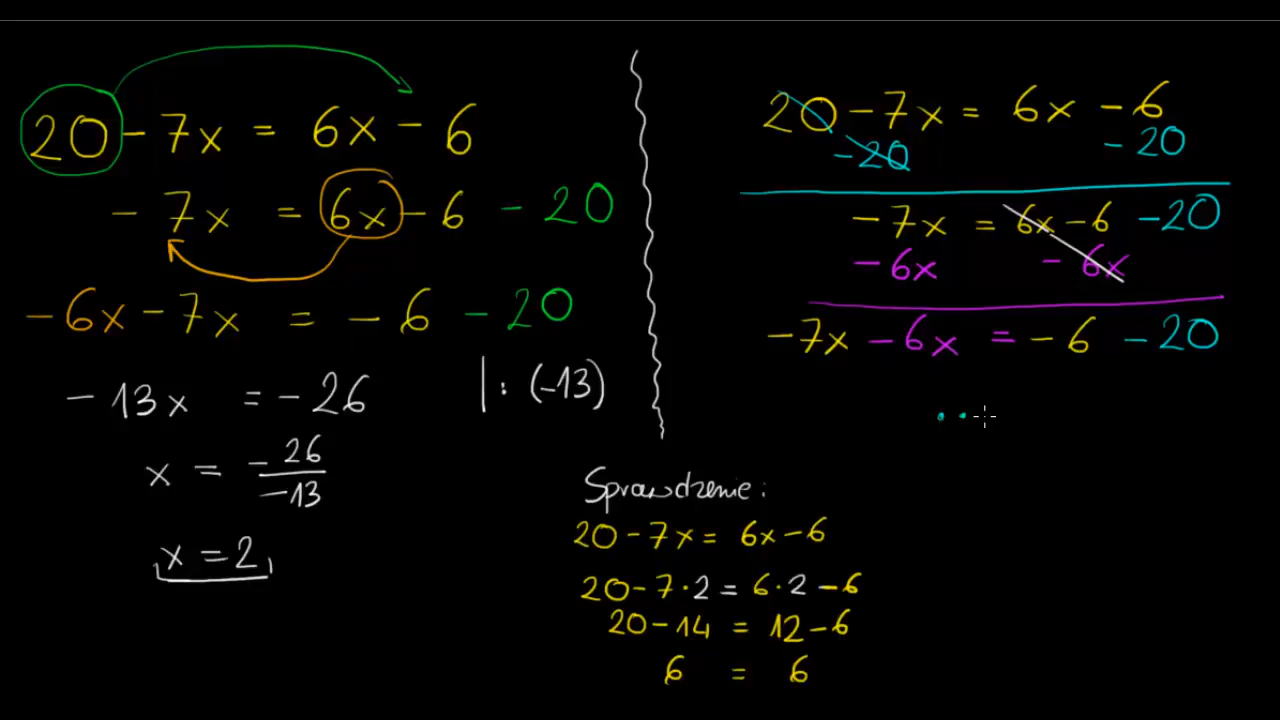 20 - 7x = 6x - 6
- 7x = 6x - 6 - 20
- 6x - 7x = - 6 - 20
- 13x = - 26 | : (-13)
x = -26/-13
x = 2
20 - 7x = 6x - 6
- 20 - 20
- 7x = 6x - 6 - 20
- 6x - 6x
- 7x - 6x = - 6 - 20
Sprawdzenie:
20 - 7x = 6x - 6
20 - 7 · 2 = 6 · 2 - 6
20 - 14 = 12 - 6
6 = 6